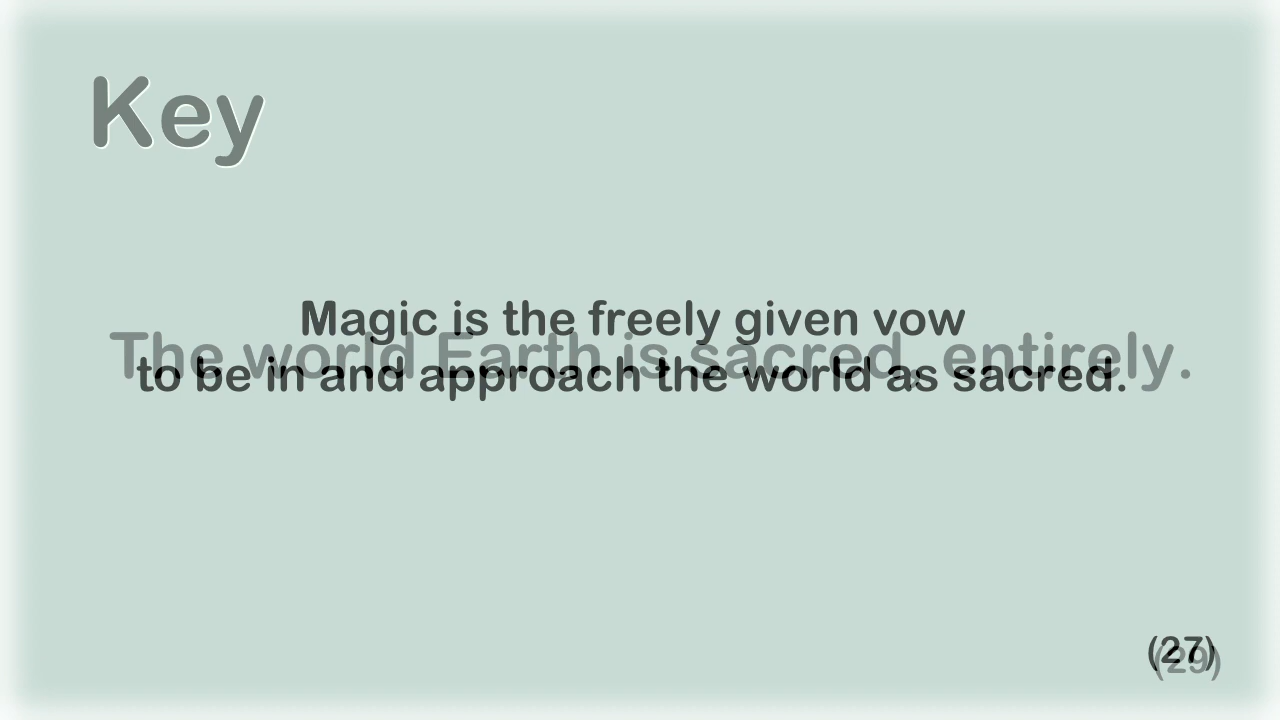 Key
Magic is the freely given vow
The world Earth is sacred, entirely.
to be in and approach the world as sacred.
(27)
(29)